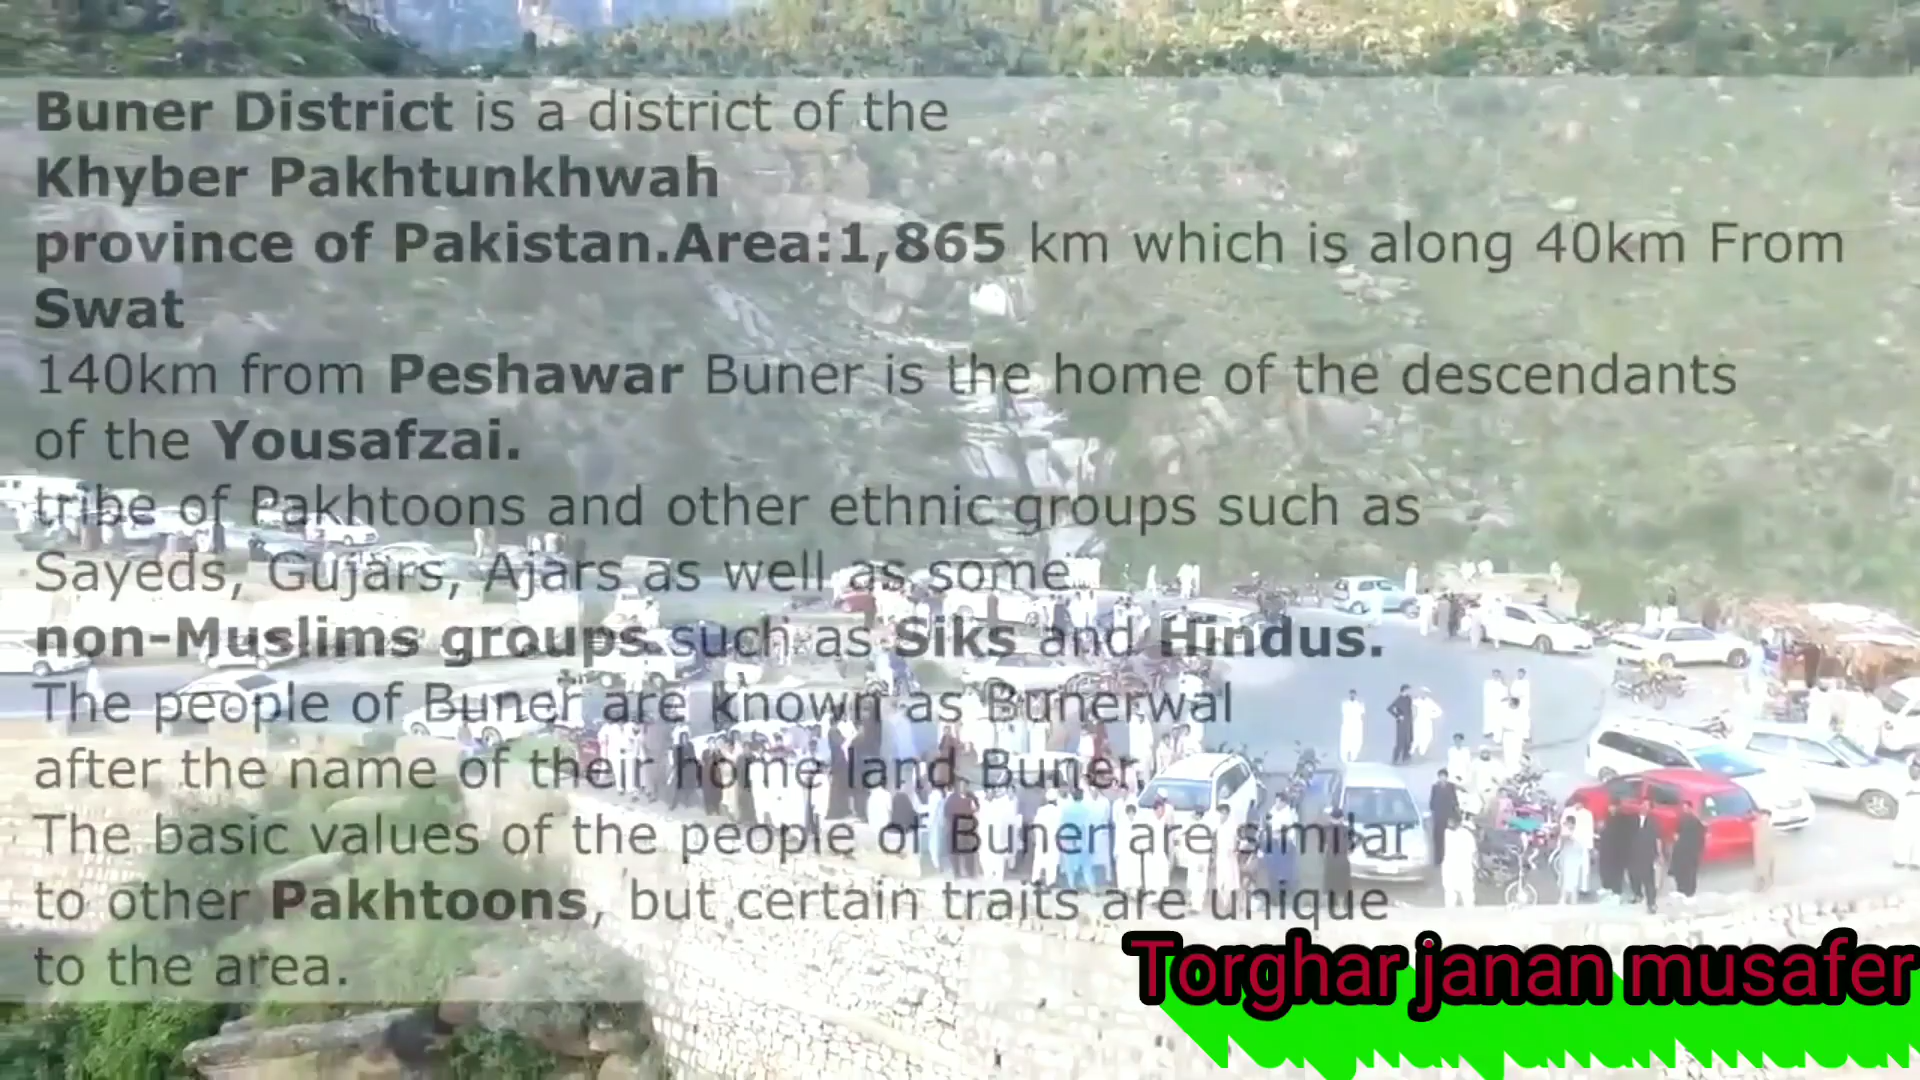 Buner District is a district of the
Khyber Pakhtunkhwah
province of Pakistan.Area:1,865 km which is along 40km From
Swat
140km from Peshawar Buner is the home of the descendants
of the Yousafzai.
tribe of Pakhtoons and other ethnic groups such as
Sayeds, Gujars, Ajars as well as some
non-Muslims groups such as Siks and Hindus.
The people of Buner are known as Bunerwal
after the name of their home land Buner.
The basic values of the people of Buner are similar
to other Pakhtoons, but certain traits are unique
to the area.
Torghar janan musafer